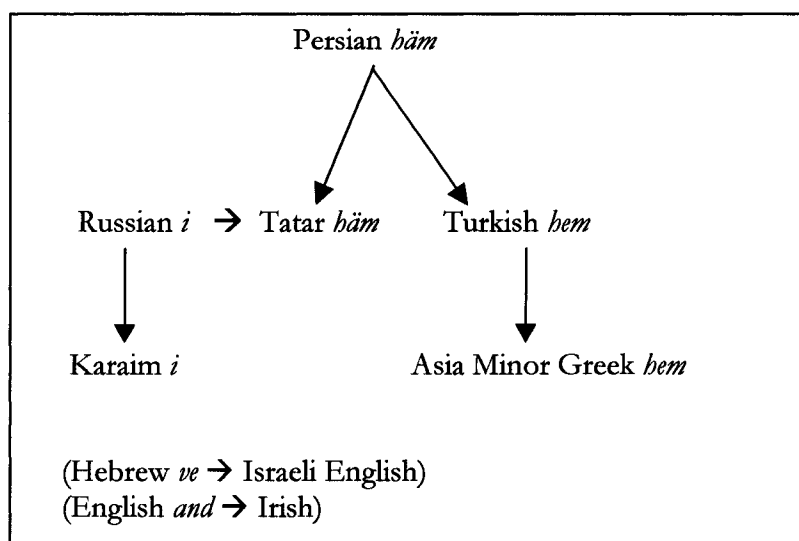 Persian häm
Russian i → Tatar häm Turkish hem
Karaim i Asia Minor Greek hem
(Hebrew ve → Israeli English)
(English and → Irish)